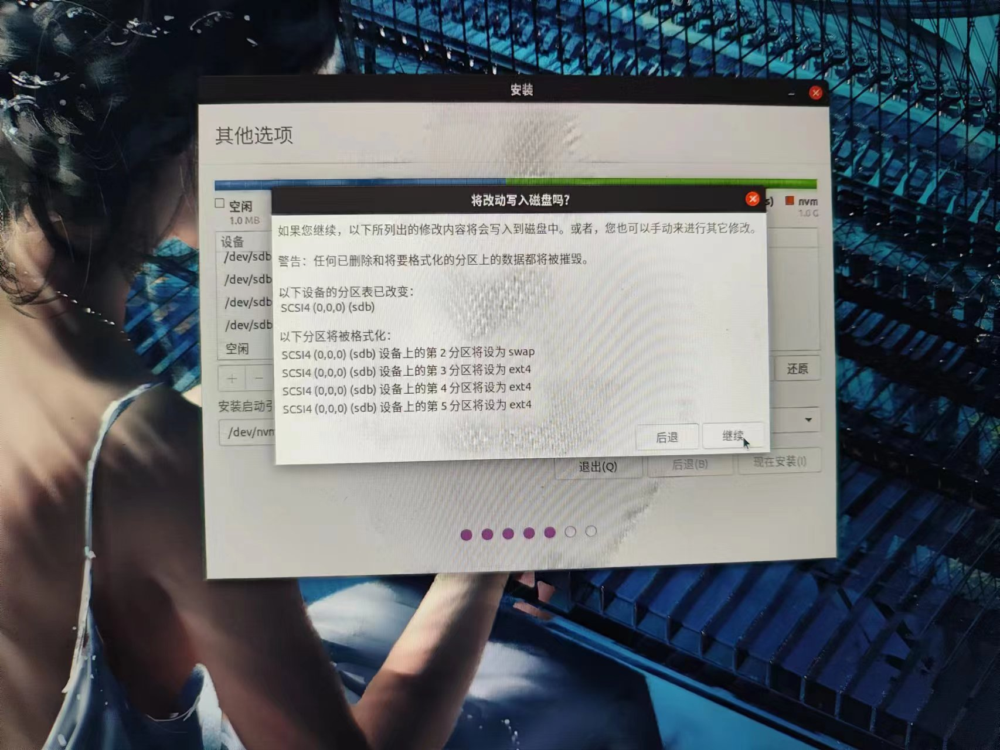 安装
其他选项
空闲
1.0 MB
s)
nvm
1.0 G
将改动写入磁盘吗？
如果您继续，以下所列出的修改内容将会写入到磁盘中。或者，您也可以手动来进行其它修改。
警告：任何已删除和将要格式化的分区上的数据都将被摧毁。
以下设备的分区表已改变：
SCSI4 (0,0,0) (sdb)
以下分区将被格式化：
SCSI4 (0,0,0) (sdb) 设备上的第 2 分区将设为 swap
SCSI4 (0,0,0) (sdb) 设备上的第 3 分区将设为 ext4
SCSI4 (0,0,0) (sdb) 设备上的第 4 分区将设为 ext4
SCSI4 (0,0,0) (sdb) 设备上的第 5 分区将设为 ext4
后退
继续
设备
/dev/sdb
/dev/sdb
/dev/sdb
/dev/sdb
空闲
+
−
还原
安装启动引
/dev/nvm
退出(Q)
后退(B)
现在安装(I)